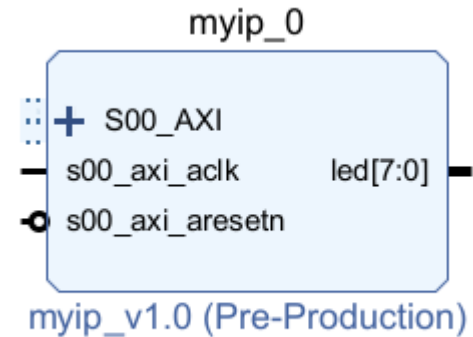 myip_0
S00_AXI
s00_axi_aclk led[7:0]
s00_axi_aresetn
myip_v1.0 (Pre-Production)